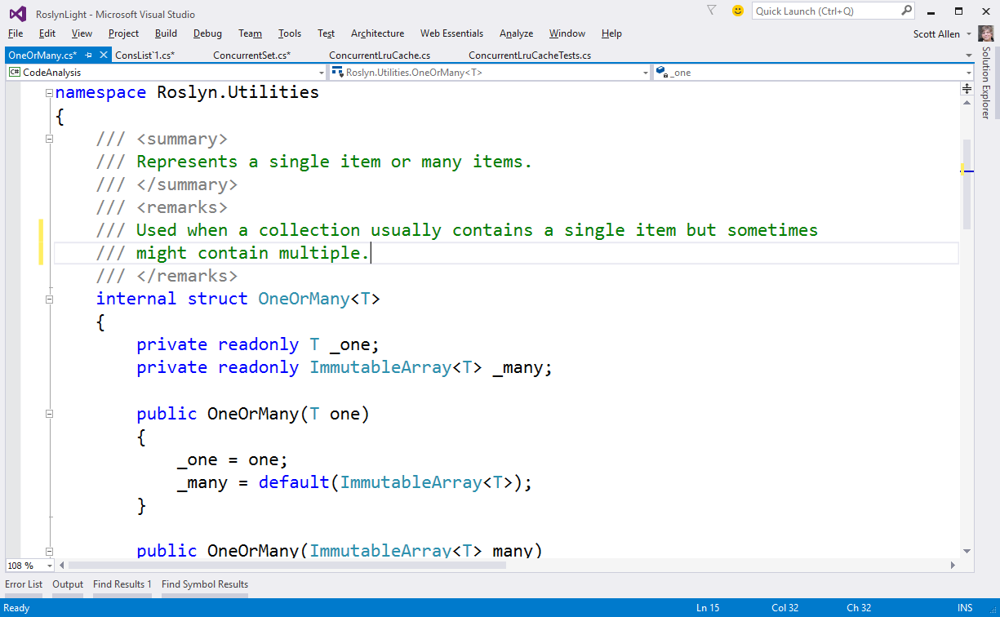 RoslynLight - Microsoft Visual Studio
Quick Launch (Ctrl+Q)
File Edit View Project Build Debug Team Tools Test Architecture Web Essentials Analyze Window Help
Scott Allen
OneOrMany.cs* ConsList`1.cs* ConcurrentSet.cs* ConcurrentLruCache.cs ConcurrentLruCacheTests.cs
Solution Explorer
C# CodeAnalysis Roslyn.Utilities.OneOrMany<T> _one
namespace Roslyn.Utilities
{
/// <summary>
/// Represents a single item or many items.
/// </summary>
/// <remarks>
/// Used when a collection usually contains a single item but sometimes
/// might contain multiple.
/// </remarks>
internal struct OneOrMany<T>
{
private readonly T _one;
private readonly ImmutableArray<T> _many;
public OneOrMany(T one)
{
_one = one;
_many = default(ImmutableArray<T>);
}
public OneOrMany(ImmutableArray<T> many)
108 %
Error List Output Find Results 1 Find Symbol Results
Ready Ln 15 Col 32 Ch 32 INS